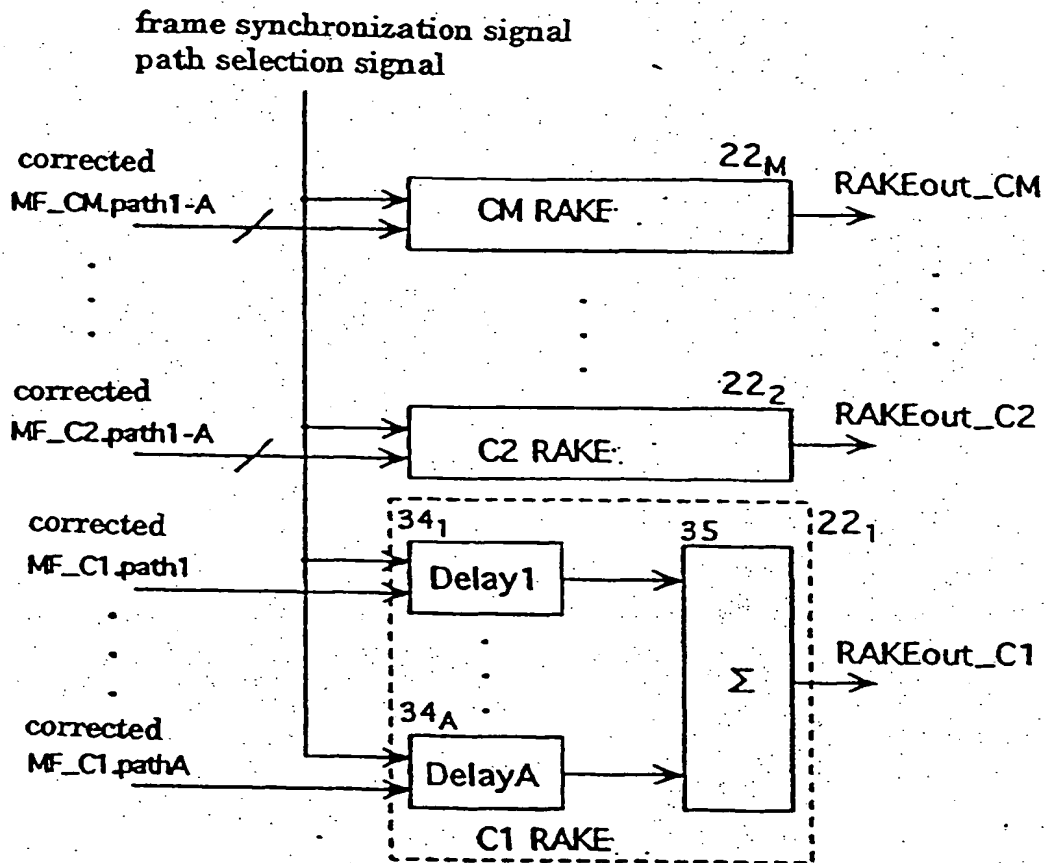 frame synchronization signal
path selection signal
corrected
MF_CM.path1-A
22M
CM RAKE
RAKEout_CM
corrected
MF_C2.path1-A
22₂
C2 RAKE
RAKEout_C2
corrected
MF_C1.path1
34₁
Delay1
35
22₁
Σ
RAKEout_C1
corrected
MF_C1.pathA
34A
DelayA
C1 RAKE